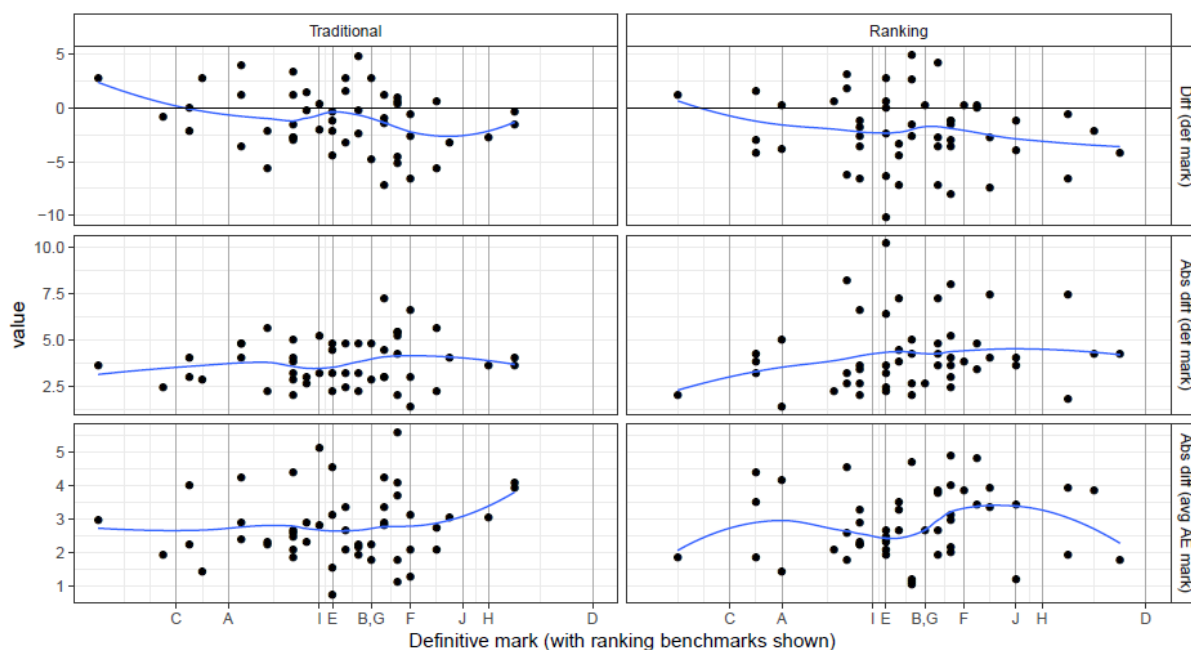 Traditional
Ranking
5
0
−5
−10
Diff (def mark)
10.0
7.5
5.0
2.5
Abs diff (def mark)
5
4
3
2
1
Abs diff (avg AE mark)
value
C A I E B,G F J H D
C A I E B,G F J H D
Definitive mark (with ranking benchmarks shown)